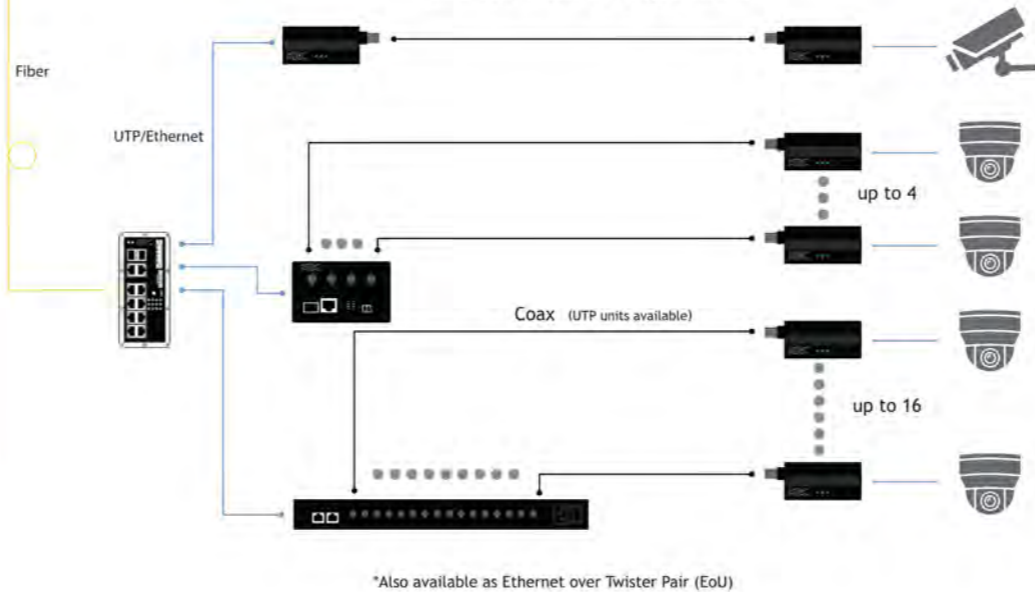 Fiber
UTP/Ethernet
up to 4
Coax (UTP units available)
up to 16
*Also available as Ethernet over Twister Pair (EoU)